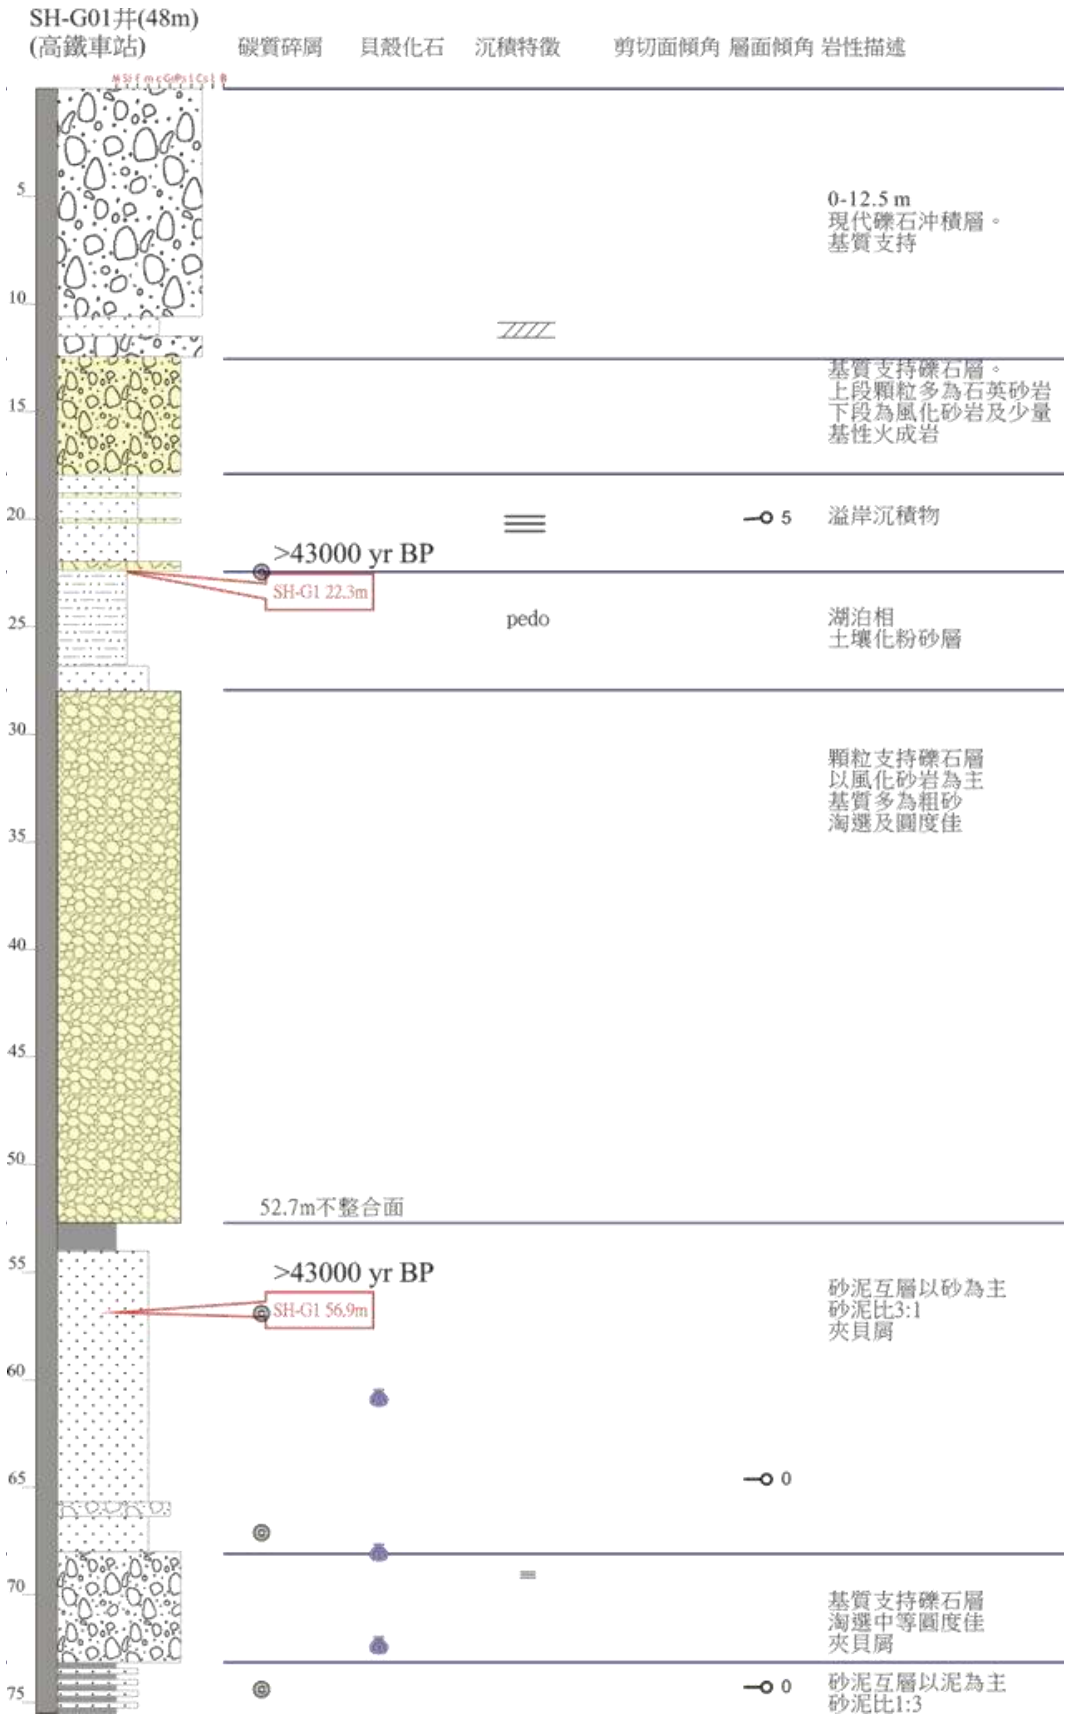 SH-G01井(48m)
(高鐵車站)
碳質碎屑 貝殼化石 沉積特徵 剪切面傾角 層面傾角 岩性描述
5
0-12.5 m
現代礫石沖積層。
基質支持
10
基質支持礫石層。
上段顆粒多為石英砂岩
下段為風化砂岩及少量
基性火成岩
15
20
5
溢岸沉積物
>43000 yr BP
SH-G1 22.3m
25
pedo
湖泊相
土壤化粉砂層
30
顆粒支持礫石層
以風化砂岩為主
基質多為粗砂
淘選及圓度佳
35
40
45
50
52.7m不整合面
55
>43000 yr BP
SH-G1 56.9m
砂泥互層以砂為主
砂泥比3:1
夾貝屑
60
65
0
70
基質支持礫石層
淘選中等圓度佳
夾貝屑
75
0
砂泥互層以泥為主
砂泥比1:3